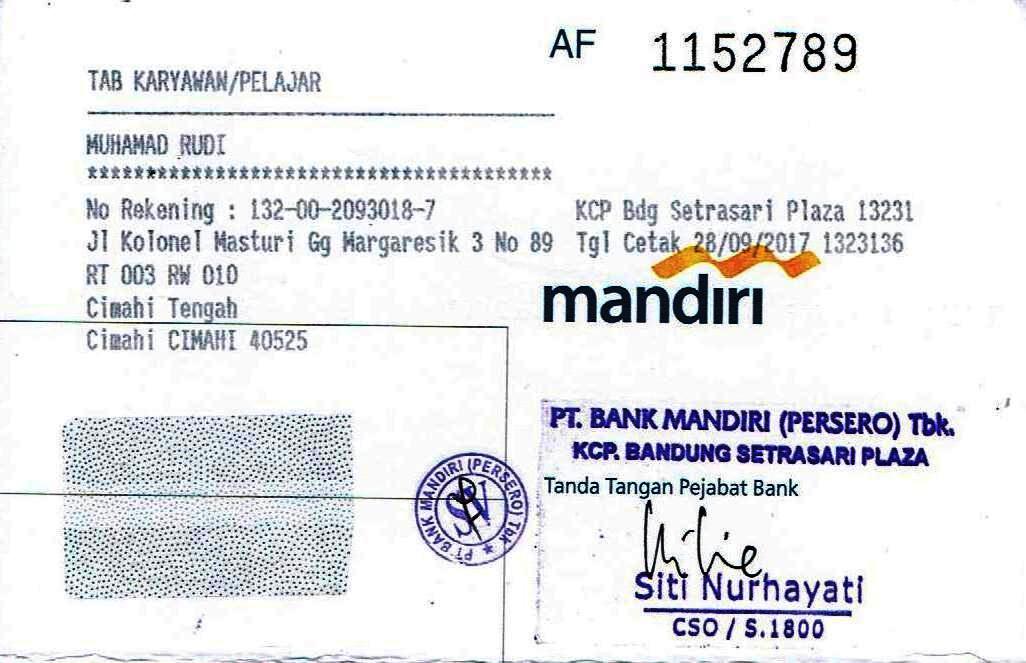 AF 1152789
TAB KARYAWAN/PELAJAR
MUHAMAD RUDI
****************************************
No Rekening : 132-00-2093018-7
KCP Bdg Setrasari Plaza 13231
Jl Kolonel Masturi Gg Margaresik 3 No 89
Tgl Cetak 28/09/2017 1323136
RT 003 RW 010
Cimahi Tengah
Cimahi CIMAHI 40525
mandiri
PT. BANK MANDIRI (PERSERO) Tbk.
KCP. BANDUNG SETRASARI PLAZA
Tanda Tangan Pejabat Bank
PT BANK MANDIRI (PERSERO) Tbk *
Siti Nurhayati
CSO / S.1800